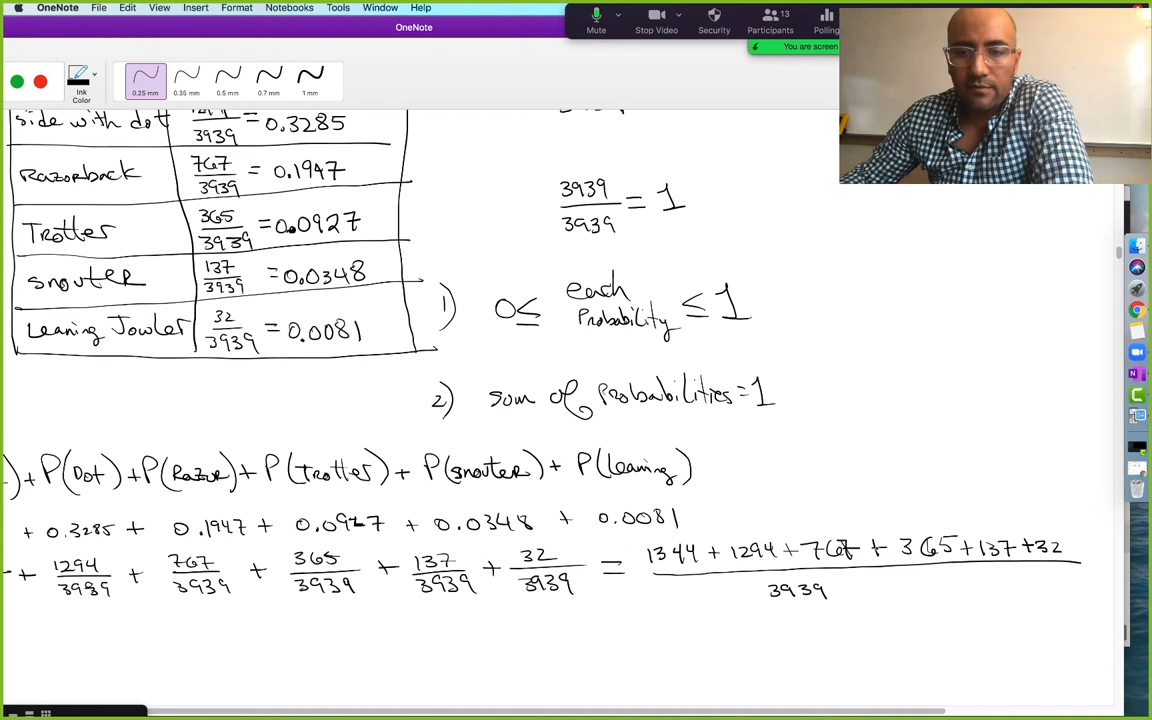 OneNote File Edit View Insert Format Notebooks Tools Window Help
OneNote
Mute Stop Video Security 13 Participants Polling
You are screen
Ink Color
0.25 mm 0.35 mm 0.5 mm 0.7 mm 1 mm
side with dot 3939 = 0.3285
Razorback 767/3939 = 0.1947
Trotter 365/3939 = 0.0927
snouter 137/3939 = 0.0348
Leaning Jowler 32/3939 = 0.0081
3939/3939 = 1
1) 0 ≤ each Probability ≤ 1
2) sum of Probabilities = 1
) + P(Dot) + P(Razor) + P(Trotter) + P(snouter) + P(leaning)
+ 0.3285 + 0.1947 + 0.0927 + 0.0348 + 0.0081
+ 1294/3939 + 767/3939 + 365/3939 + 137/3939 + 32/3939 = 1344 + 1294 + 767 + 365 + 137 + 32
3939